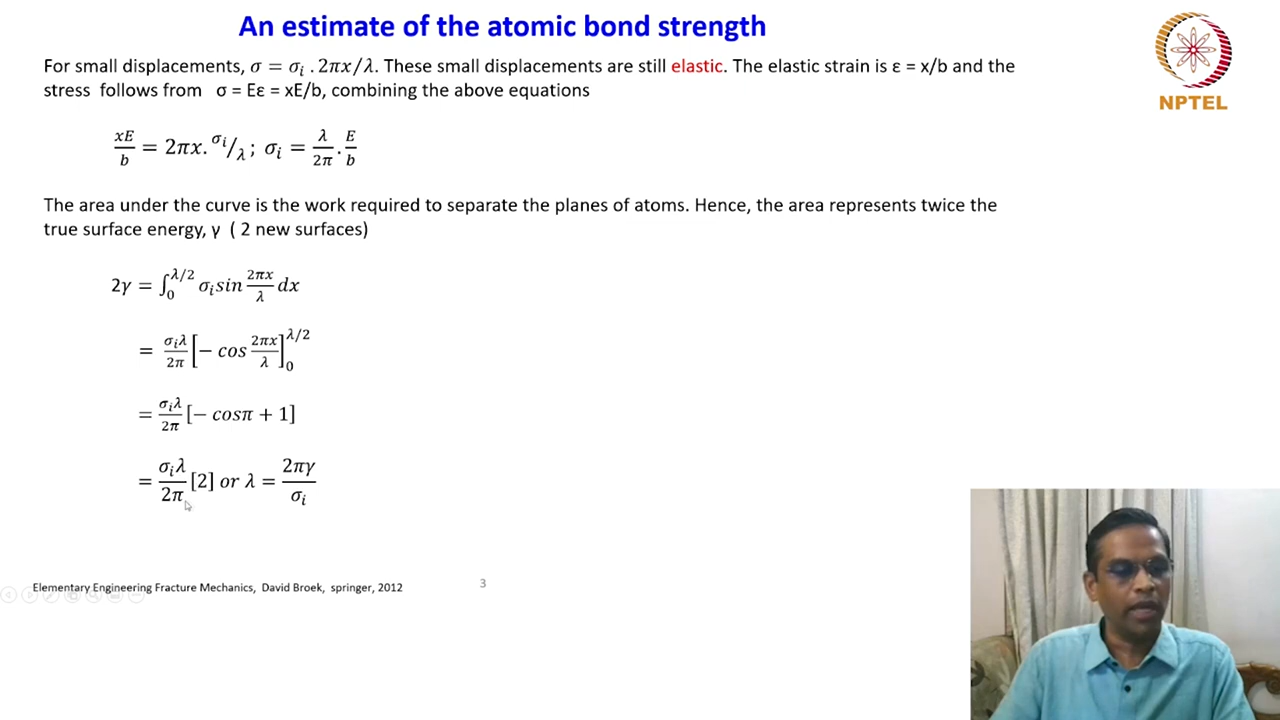 An estimate of the atomic bond strength
NPTEL
For small displacements, σ = σᵢ . 2πx/λ. These small displacements are still elastic. The elastic strain is ε = x/b and the
stress follows from σ = Eε = xE/b, combining the above equations
xE/b = 2πx. σᵢ/λ; σᵢ = λ/2π . E/b
The area under the curve is the work required to separate the planes of atoms. Hence, the area represents twice the
true surface energy, γ ( 2 new surfaces)
2γ = ∫₀^{λ/2} σᵢsin 2πx/λ dx
= σᵢλ/2π [− cos 2πx/λ]₀^{λ/2}
= σᵢλ/2π [− cosπ + 1]
= σᵢλ/2π [2] or λ = 2πγ/σᵢ
Elementary Engineering Fracture Mechanics, David Broek, springer, 2012
3